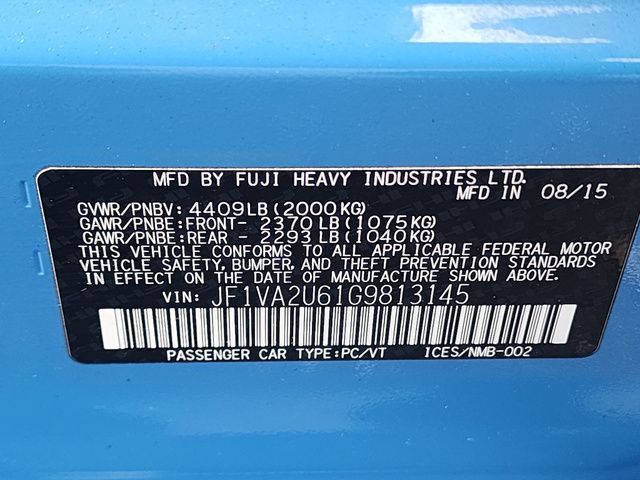 MFD BY FUJI HEAVY INDUSTRIES LTD.
MFD IN 08/15
GVWR/PNBV: 4409LB(2000KG)
GAWR/PNBE:FRONT- 2370LB(1075KG)
GAWR/PNBE:REAR - 2293LB(1040KG)
THIS VEHICLE CONFORMS TO ALL APPLICABLE FEDERAL MOTOR
VEHICLE SAFETY, BUMPER, AND THEFT PREVENTION STANDARDS
IN EFFECT ON THE DATE OF MANUFACTURE SHOWN ABOVE.
VIN: JF1VA2U61G9813145
PASSENGER CAR TYPE:PC/VT ICES/NMB-002